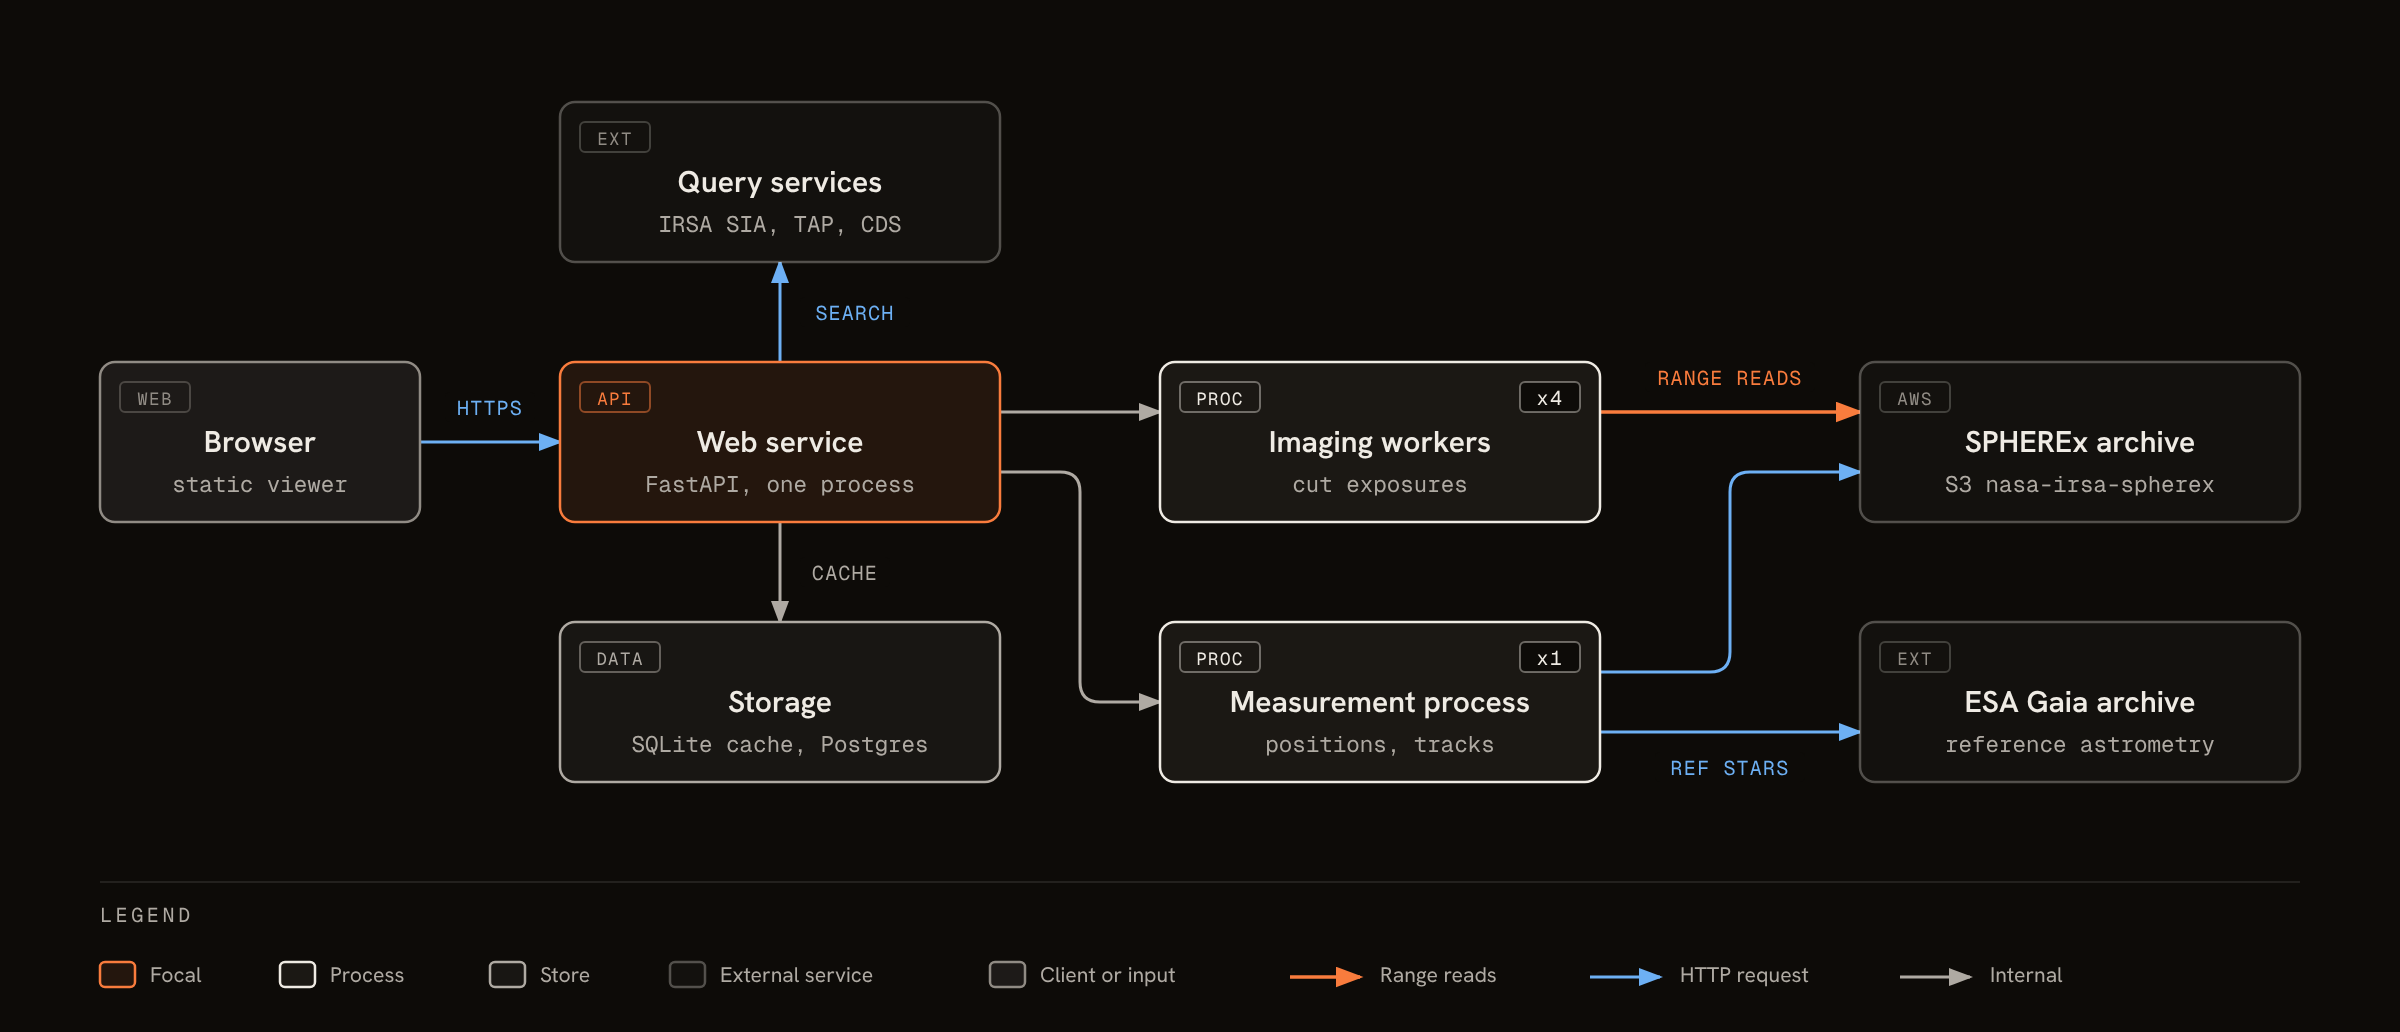 EXT
Query services
IRSA SIA, TAP, CDS
SEARCH
WEB
Browser
static viewer
HTTPS
API
Web service
FastAPI, one process
PROC
x4
Imaging workers
cut exposures
RANGE READS
AWS
SPHEREx archive
S3 nasa-irsa-spherex
CACHE
DATA
Storage
SQLite cache, Postgres
PROC
x1
Measurement process
positions, tracks
REF STARS
EXT
ESA Gaia archive
reference astrometry
LEGEND
Focal
Process
Store
External service
Client or input
Range reads
HTTP request
Internal